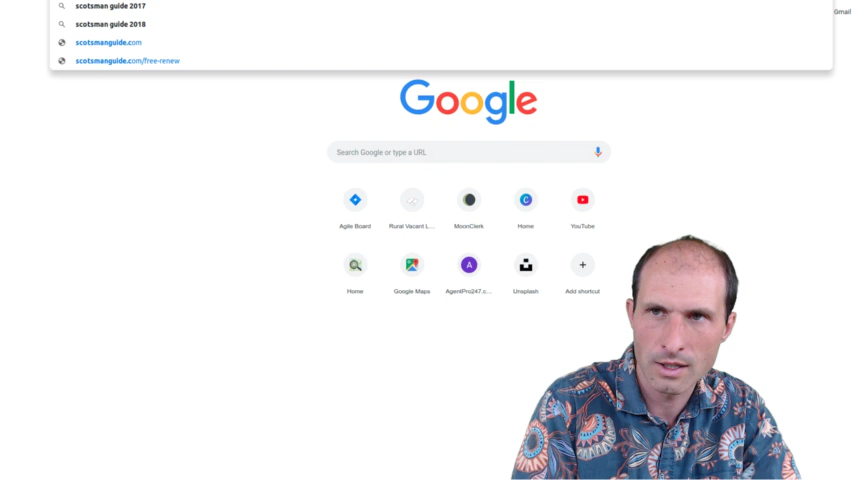 scotsman guide 2017
Gmail
scotsman guide 2018
scotsmanguide.com
scotsmanguide.com/free-renew
Google
Search Google or type a URL
Agile Board
Rural Vacant L...
MoonClerk
Home
YouTube
Home
Google Maps
AgentPro247.c...
Unsplash
Add shortcut
C
A